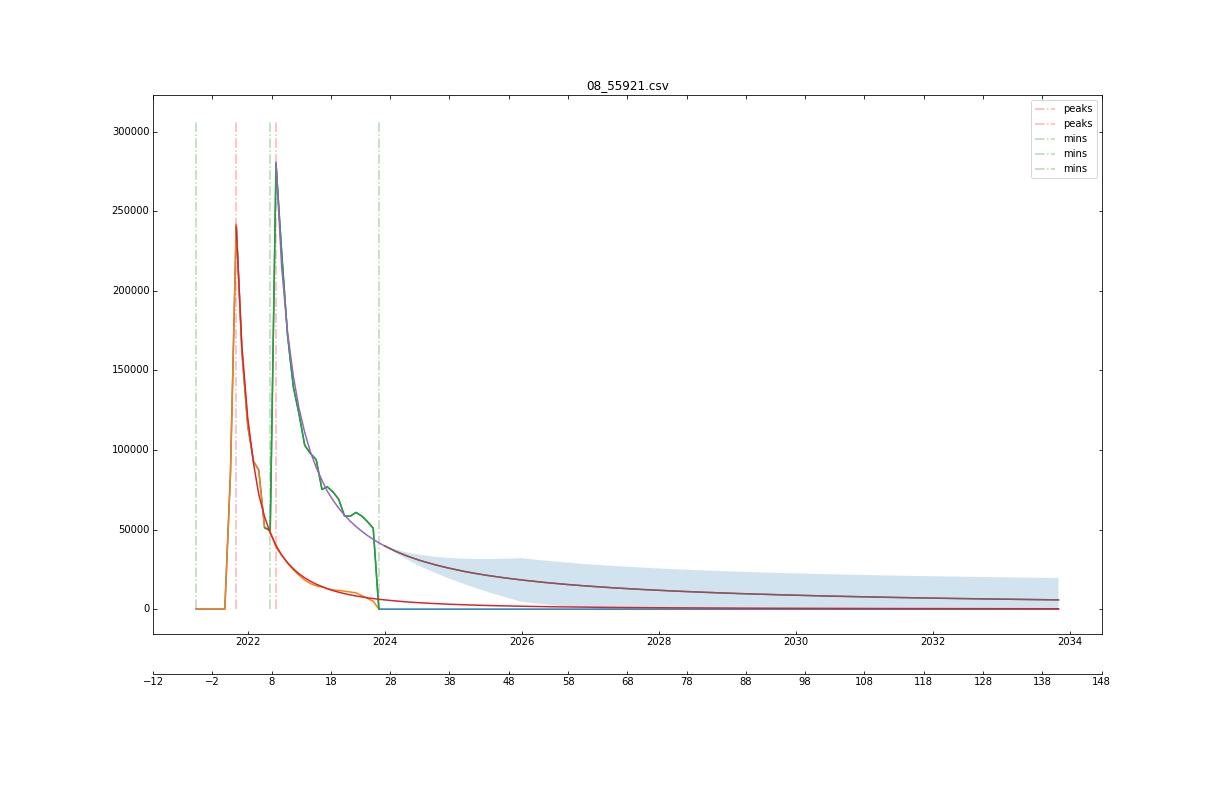 08_55921.csv
peaks
peaks
mins
mins
mins
300000
250000
200000
150000
100000
50000
0
2022 2024 2026 2028 2030 2032 2034
−12 −2 8 18 28 38 48 58 68 78 88 98 108 118 128 138 148